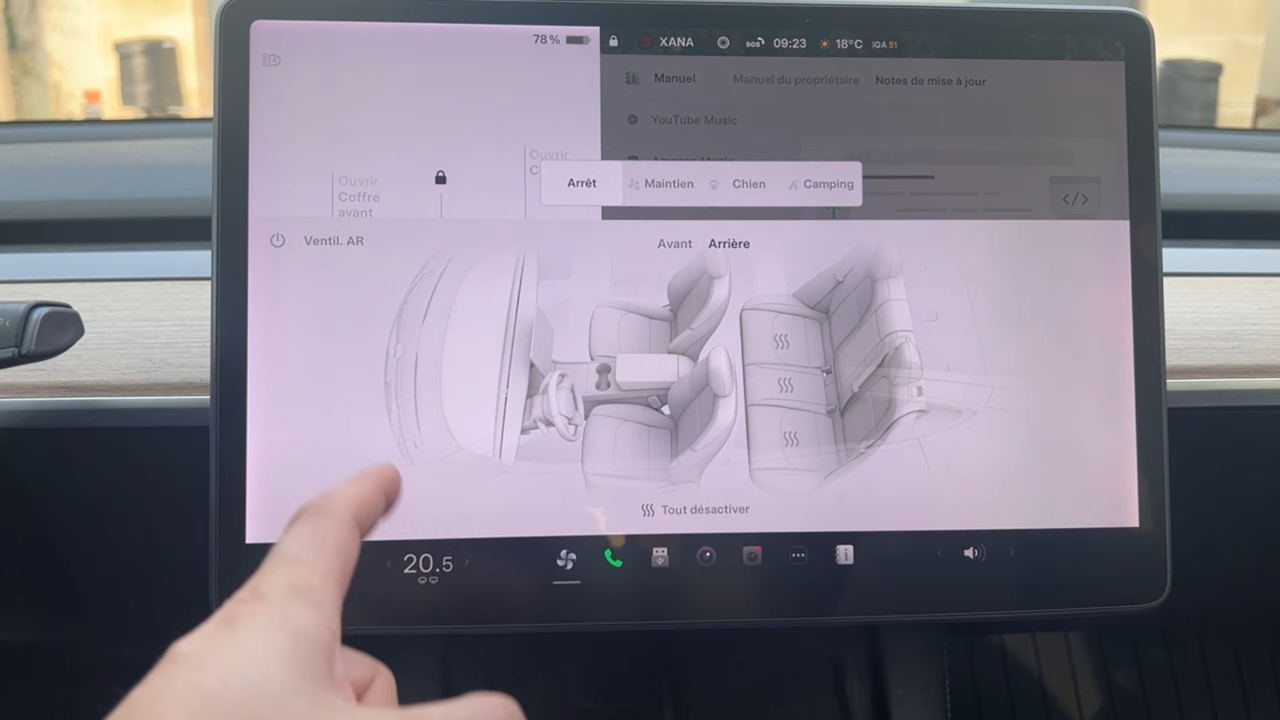 78%
XANA
SOS
09:23
18°C
IQA 51
Manuel
Manuel du propriétaire
Notes de mise à jour
YouTube Music
Ouvrir
Ouvrir
Coffre
avant
Arrêt
Maintien
Chien
Camping
</>
Ventil. AR
Avant
Arrière
Tout désactiver
20.5